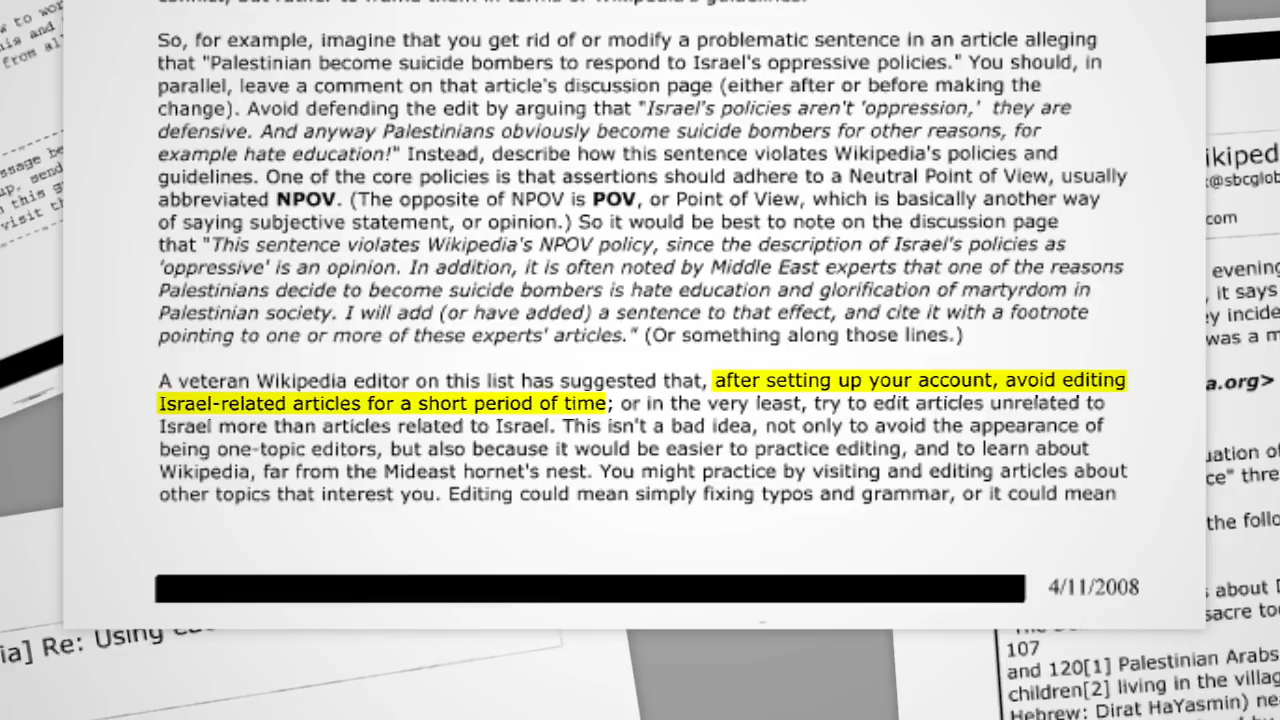 So, for example, imagine that you get rid of or modify a problematic sentence in an article alleging
that "Palestinian become suicide bombers to respond to Israel's oppressive policies." You should, in
parallel, leave a comment on that article's discussion page (either after or before making the
change). Avoid defending the edit by arguing that "Israel's policies aren't 'oppression,' they are
defensive. And anyway Palestinians obviously become suicide bombers for other reasons, for
example hate education!" Instead, describe how this sentence violates Wikipedia's policies and
guidelines. One of the core policies is that assertions should adhere to a Neutral Point of View, usually
abbreviated NPOV. (The opposite of NPOV is POV, or Point of View, which is basically another way
of saying subjective statement, or opinion.) So it would be best to note on the discussion page
that "This sentence violates Wikipedia's NPOV policy, since the description of Israel's policies as
'oppressive' is an opinion. In addition, it is often noted by Middle East experts that one of the reasons
Palestinians decide to become suicide bombers is hate education and glorification of martyrdom in
Palestinian society. I will add (or have added) a sentence to that effect, and cite it with a footnote
pointing to one or more of these experts' articles." (Or something along those lines.)
A veteran Wikipedia editor on this list has suggested that, after setting up your account, avoid editing
Israel-related articles for a short period of time; or in the very least, try to edit articles unrelated to
Israel more than articles related to Israel. This isn't a bad idea, not only to avoid the appearance of
being one-topic editors, but also because it would be easier to practice editing, and to learn about
Wikipedia, far from the Mideast hornet's nest. You might practice by visiting and editing articles about
other topics that interest you. Editing could mean simply fixing typos and grammar, or it could mean
4/11/2008
ia] Re: Using
.com
evening
it says
was a m
a.org>
the follo
about
107
and 120[1] Palestinian Arabs
children[2] living in the villag
Hebrew: Dirat HaYasmin) ne